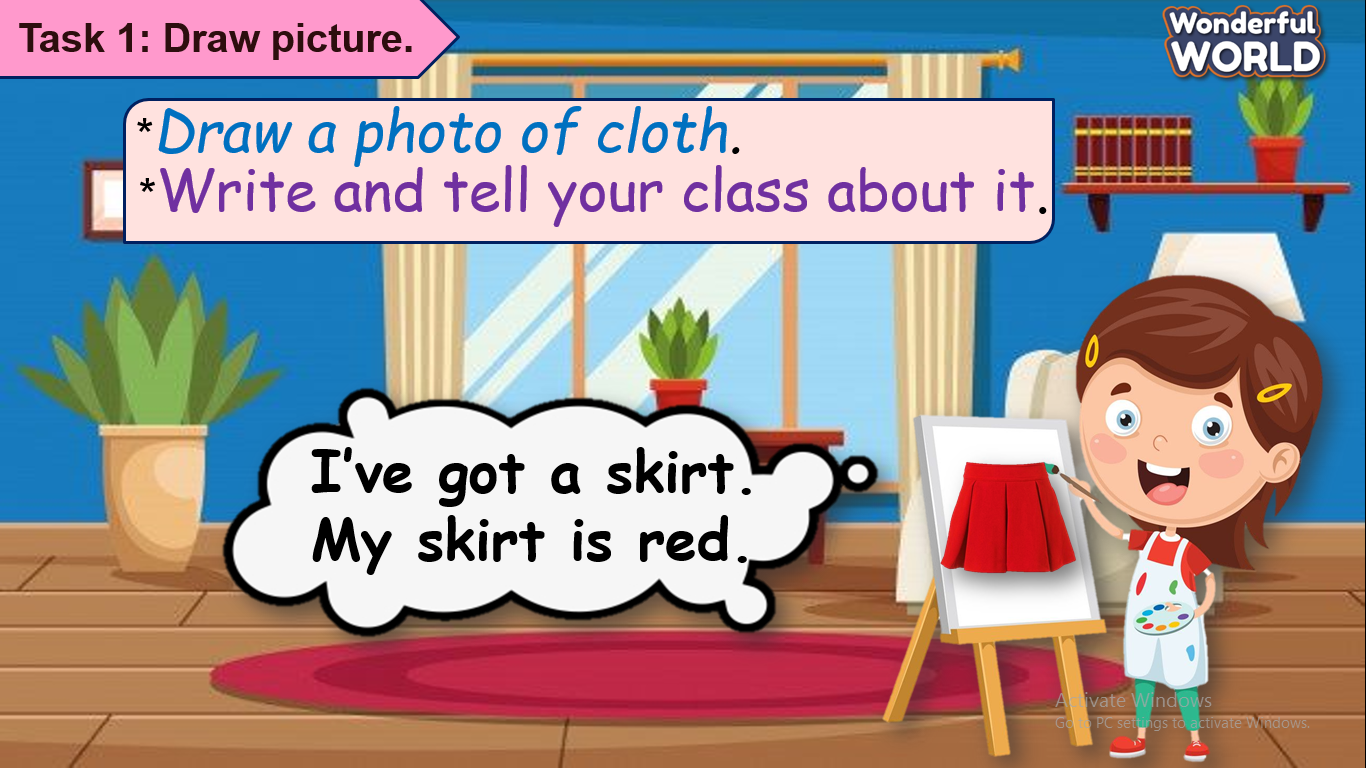 Task 1: Draw picture.
Wonderful
WORLD
*Draw a photo of cloth.
*Write and tell your class about it.
I've got a skirt.
My skirt is red.
Activate Windows
Go to PC settings to activate Windows.